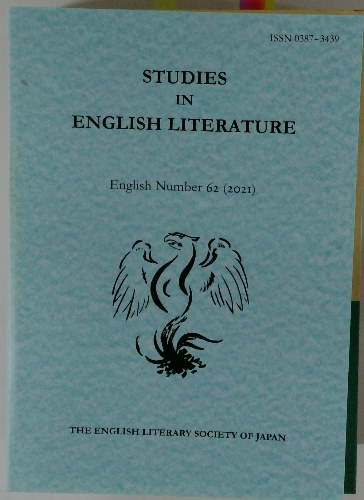 ISSN 0387-3439
STUDIES
IN
ENGLISH LITERATURE
English Number 62 (2021)
THE ENGLISH LITERARY SOCIETY OF JAPAN